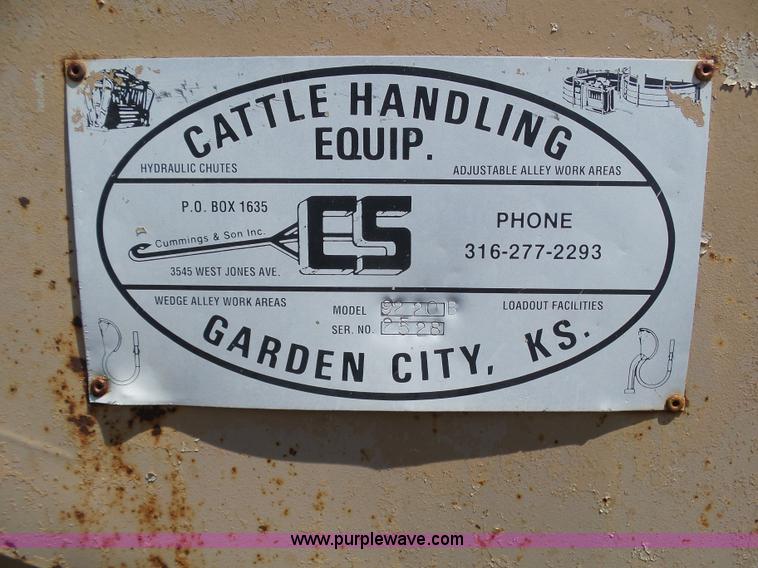 CATTLE HANDLING
EQUIP.
HYDRAULIC CHUTES
ADJUSTABLE ALLEY WORK AREAS
P.O. BOX 1635
Cummings & Son Inc.
CS
3545 WEST JONES AVE.
PHONE
316-277-2293
WEDGE ALLEY WORK AREAS
MODEL 9220B
LOADOUT FACILITIES
SER. NO. 2528
GARDEN CITY, KS.
www.purplewave.com